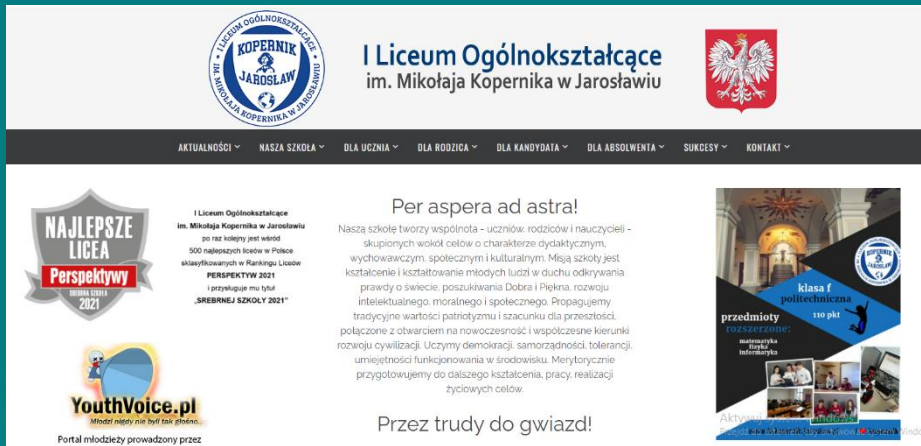 I LICEUM OGÓLNOKSZTAŁCĄCE
KOPERNIK
JAROSŁAW
IM. MIKOŁAJA KOPERNIKA W JAROSŁAWIU
I Liceum Ogólnokształcące
im. Mikołaja Kopernika w Jarosławiu
AKTUALNOŚCI NASZA SZKOŁA DLA UCZNIA DLA RODZICA DLA KANDYDATA DLA ABSOLWENTA SUKCESY KONTAKT
NAJLEPSZE
LICEA
Perspektywy
SREBRNA SZKOŁA
2021
I Liceum Ogólnokształcące
im. Mikołaja Kopernika w Jarosławiu
po raz kolejny jest wśród
500 najlepszych liceów w Polsce
sklasyfikowanych w Rankingu Liceów
PERSPEKTYW 2021
i przysługuje mu tytuł
„SREBRNEJ SZKOŁY 2021"
YouthVoice.pl
Młodzi nigdy nie byli tak głośno...
Portal młodzieży prowadzony przez
Per aspera ad astra!
Naszą szkołę tworzy wspólnota - uczniów, rodziców i nauczycieli -
skupionych wokół celów o charakterze dydaktycznym,
wychowawczym, społecznym i kulturalnym. Misją szkoły jest
kształcenie i kształtowanie młodych ludzi w duchu odkrywania
prawdy o świecie, poszukiwania Dobra i Piękna, rozwoju
intelektualnego, moralnego i społecznego. Propagujemy
tradycyjne wartości patriotyzmu i szacunku dla przeszłości,
połączone z otwarciem na nowoczesność i współczesne kierunki
rozwoju cywilizacji. Uczymy demokracji, samorządności, tolerancji,
umiejętności funkcjonowania w środowisku. Merytorycznie
przygotowujemy do dalszego kształcenia, pracy, realizacji
życiowych celów.
Przez trudy do gwiazd!
KOPERNIK
JAROSŁAW
klasa f
politechniczna
110 pkt
przedmioty
rozszerzone:
matematyka
fizyka
informatyka
Aktywuj system Windows